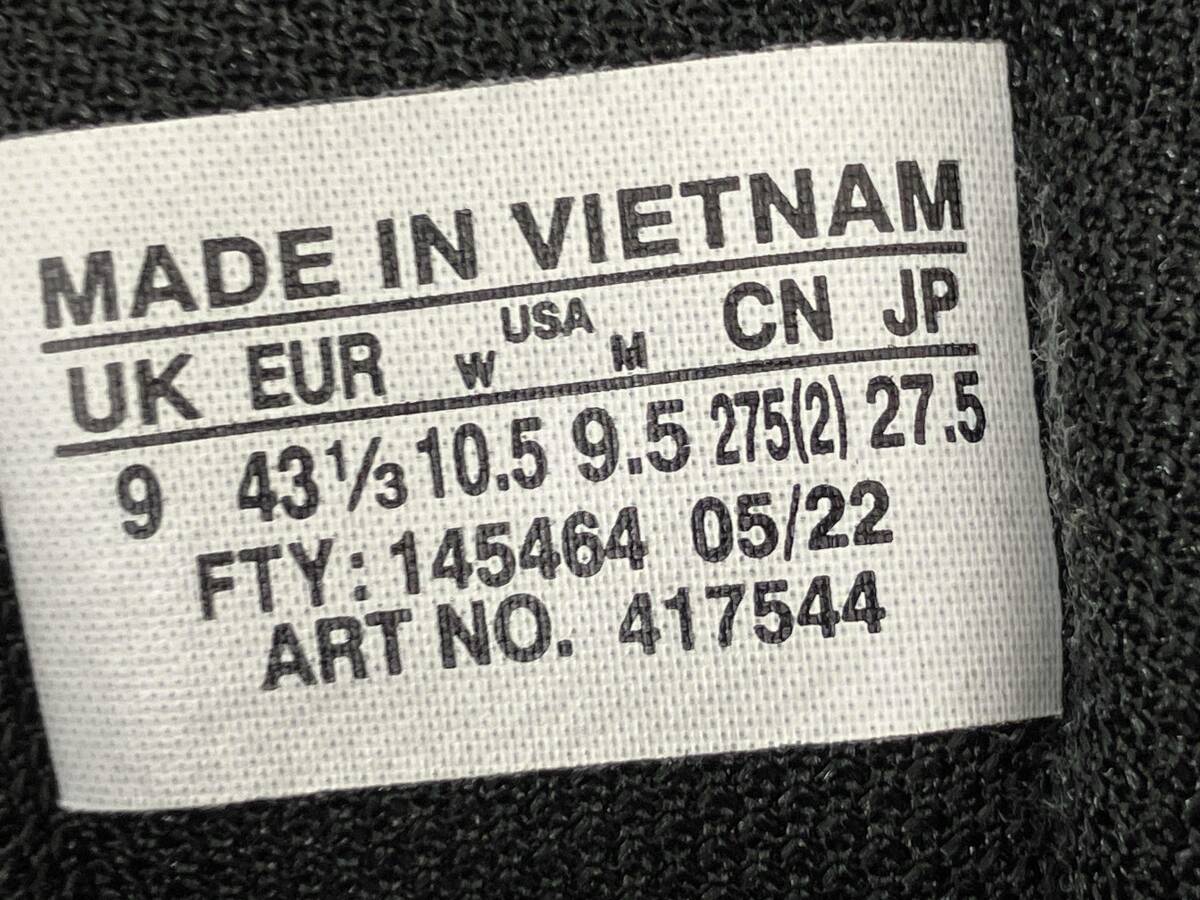 MADE IN VIETNAM
UK EUR W USA M CN JP
9 43⅓ 10.5 9.5 275(2) 27.5
FTY: 145464 05/22
ART NO. 417544